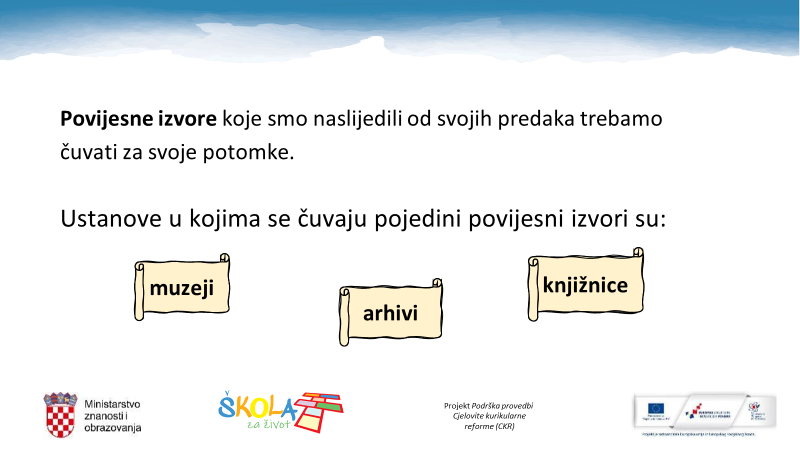 Povijesne izvore koje smo naslijedili od svojih predaka trebamo
čuvati za svoje potomke.
Ustanove u kojima se čuvaju pojedini povijesni izvori su:
muzeji
arhivi
knjižnice
Ministarstvo
znanosti i
obrazovanja
ŠKOLA
za život
Projekt Podrška provedbi
Cjelovite kurikularne
reforme (CKR)